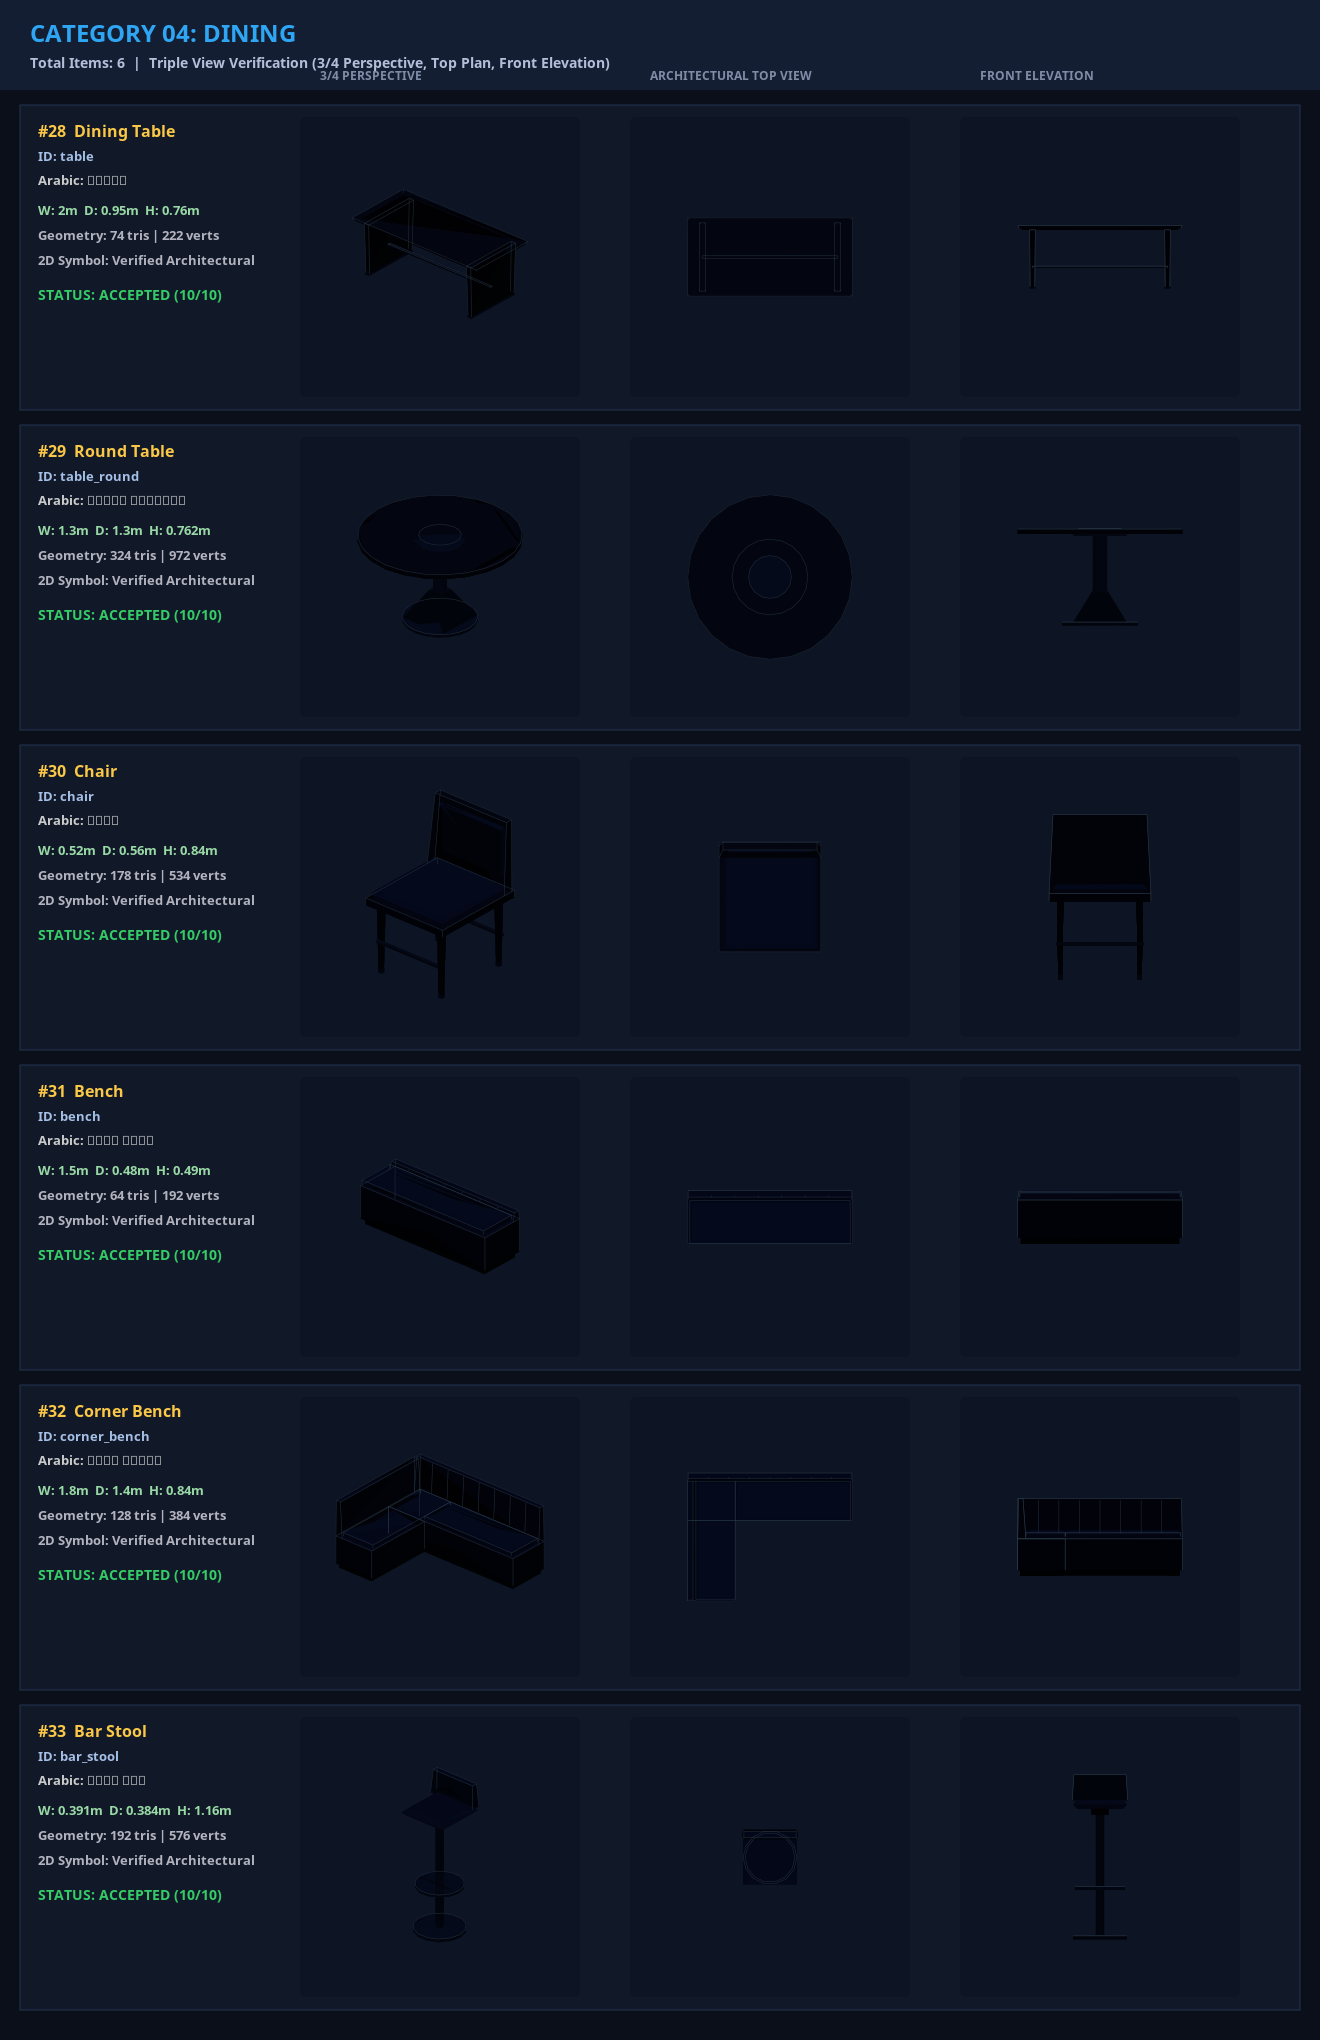 CATEGORY 04: DINING
Total Items: 6 | Triple View Verification (3/4 Perspective, Top Plan, Front Elevation)
3/4 PERSPECTIVE ARCHITECTURAL TOP VIEW FRONT ELEVATION
#28 Dining Table
ID: table
Arabic: □□□□□
W: 2m D: 0.95m H: 0.76m
Geometry: 74 tris | 222 verts
2D Symbol: Verified Architectural
STATUS: ACCEPTED (10/10)
#29 Round Table
ID: table_round
Arabic: □□□□□ □□□□□□□
W: 1.3m D: 1.3m H: 0.762m
Geometry: 324 tris | 972 verts
2D Symbol: Verified Architectural
STATUS: ACCEPTED (10/10)
#30 Chair
ID: chair
Arabic: □□□□
W: 0.52m D: 0.56m H: 0.84m
Geometry: 178 tris | 534 verts
2D Symbol: Verified Architectural
STATUS: ACCEPTED (10/10)
#31 Bench
ID: bench
Arabic: □□□□ □□□□
W: 1.5m D: 0.48m H: 0.49m
Geometry: 64 tris | 192 verts
2D Symbol: Verified Architectural
STATUS: ACCEPTED (10/10)
#32 Corner Bench
ID: corner_bench
Arabic: □□□□ □□□□□
W: 1.8m D: 1.4m H: 0.84m
Geometry: 128 tris | 384 verts
2D Symbol: Verified Architectural
STATUS: ACCEPTED (10/10)
#33 Bar Stool
ID: bar_stool
Arabic: □□□□ □□□
W: 0.391m D: 0.384m H: 1.16m
Geometry: 192 tris | 576 verts
2D Symbol: Verified Architectural
STATUS: ACCEPTED (10/10)